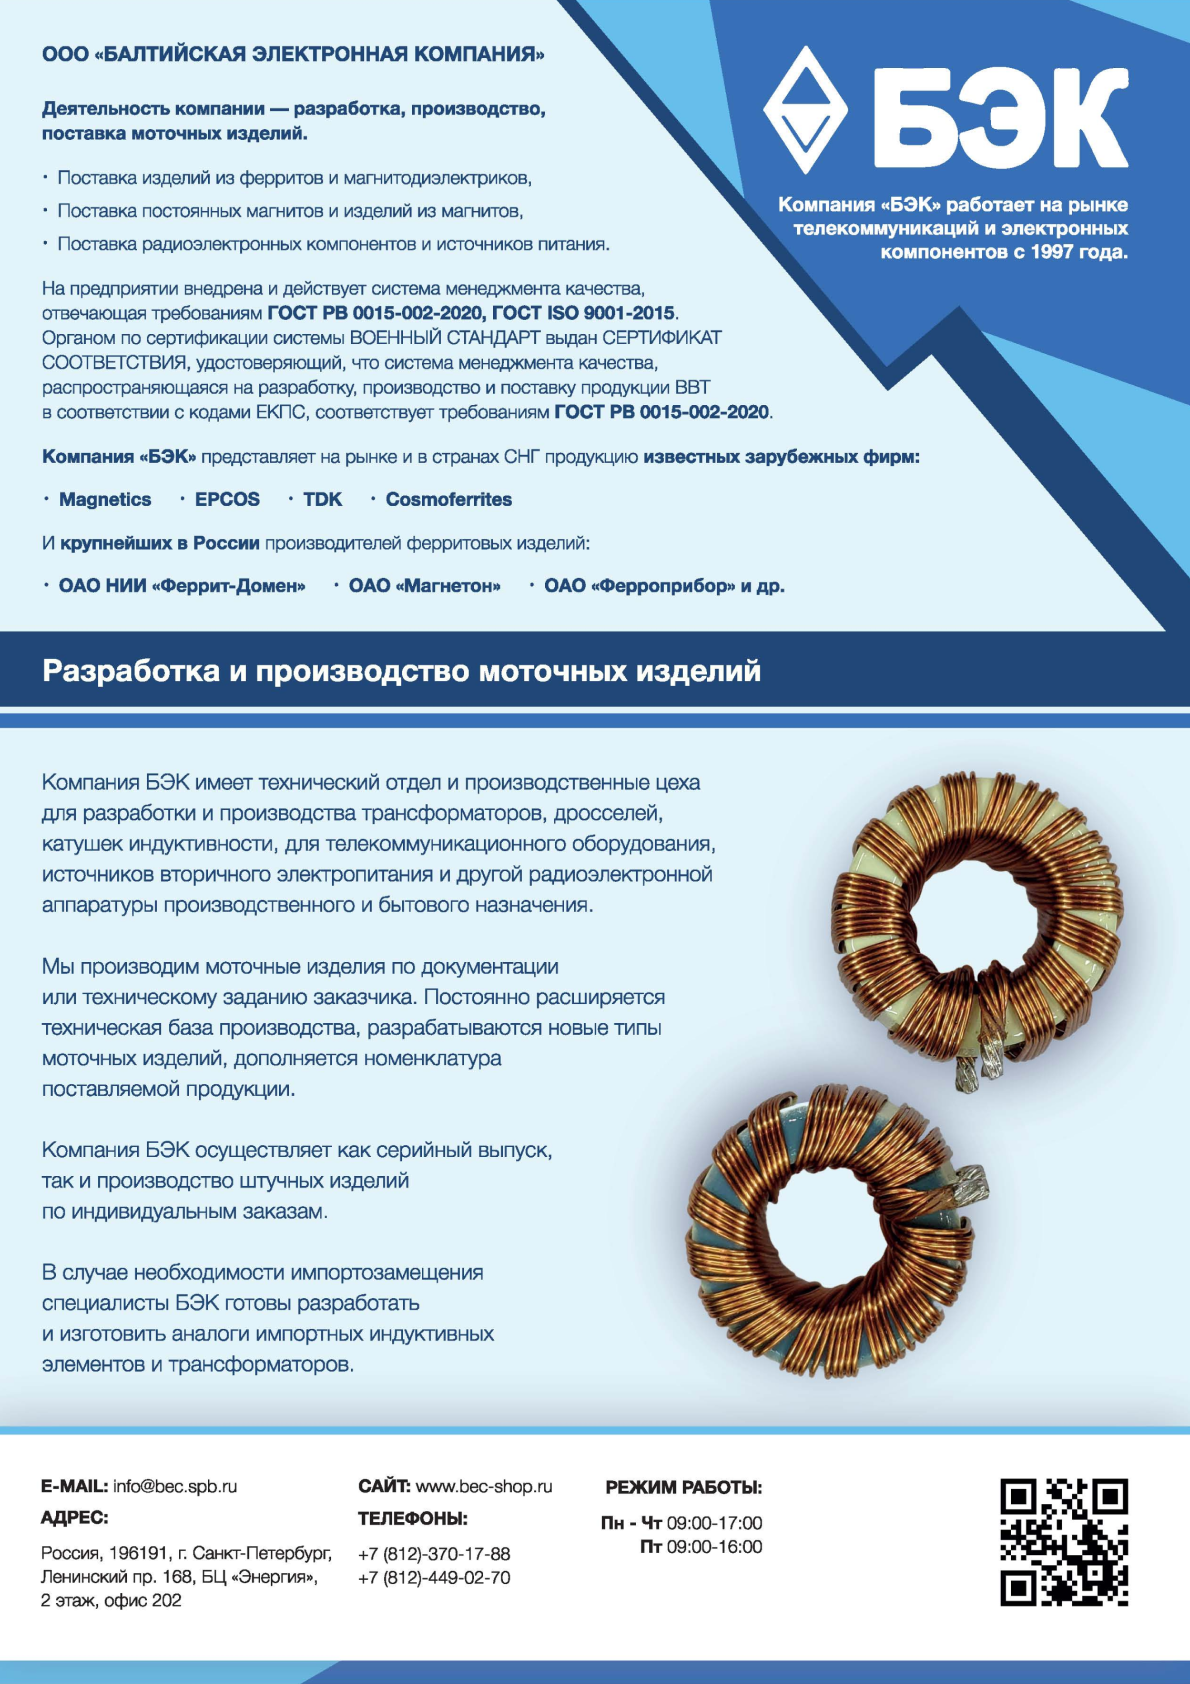 ООО «БАЛТИЙСКАЯ ЭЛЕКТРОННАЯ КОМПАНИЯ»
Деятельность компании — разработка, производство,
поставка моточных изделий.
· Поставка изделий из ферритов и магнитодиэлектриков,
· Поставка постоянных магнитов и изделий из магнитов,
· Поставка радиоэлектронных компонентов и источников питания.
БЭК
Компания «БЭК» работает на рынке
телекоммуникаций и электронных
компонентов с 1997 года.
На предприятии внедрена и действует система менеджмента качества,
отвечающая требованиям ГОСТ РВ 0015-002-2020, ГОСТ ISO 9001-2015.
Органом по сертификации системы ВОЕННЫЙ СТАНДАРТ выдан СЕРТИФИКАТ
СООТВЕТСТВИЯ, удостоверяющий, что система менеджмента качества,
распространяющаяся на разработку, производство и поставку продукции ВВТ
в соответствии с кодами ЕКПС, соответствует требованиям ГОСТ РВ 0015-002-2020.
Компания «БЭК» представляет на рынке и в странах СНГ продукцию известных зарубежных фирм:
· Magnetics · EPCOS · TDK · Cosmoferrites
И крупнейших в России производителей ферритовых изделий:
· ОАО НИИ «Феррит-Домен» · ОАО «Магнетон» · ОАО «Ферроприбор» и др.
Разработка и производство моточных изделий
Компания БЭК имеет технический отдел и производственные цеха
для разработки и производства трансформаторов, дросселей,
катушек индуктивности, для телекоммуникационного оборудования,
источников вторичного электропитания и другой радиоэлектронной
аппаратуры производственного и бытового назначения.
Мы производим моточные изделия по документации
или техническому заданию заказчика. Постоянно расширяется
техническая база производства, разрабатываются новые типы
моточных изделий, дополняется номенклатура
поставляемой продукции.
Компания БЭК осуществляет как серийный выпуск,
так и производство штучных изделий
по индивидуальным заказам.
В случае необходимости импортозамещения
специалисты БЭК готовы разработать
и изготовить аналоги импортных индуктивных
элементов и трансформаторов.
E-MAIL: info@bec.spb.ru
АДРЕС:
Россия, 196191, г. Санкт-Петербург,
Ленинский пр. 168, БЦ «Энергия»,
2 этаж, офис 202
САЙТ: www.bec-shop.ru
ТЕЛЕФОНЫ:
+7 (812)-370-17-88
+7 (812)-449-02-70
РЕЖИМ РАБОТЫ:
Пн - Чт 09:00-17:00
Пт 09:00-16:00